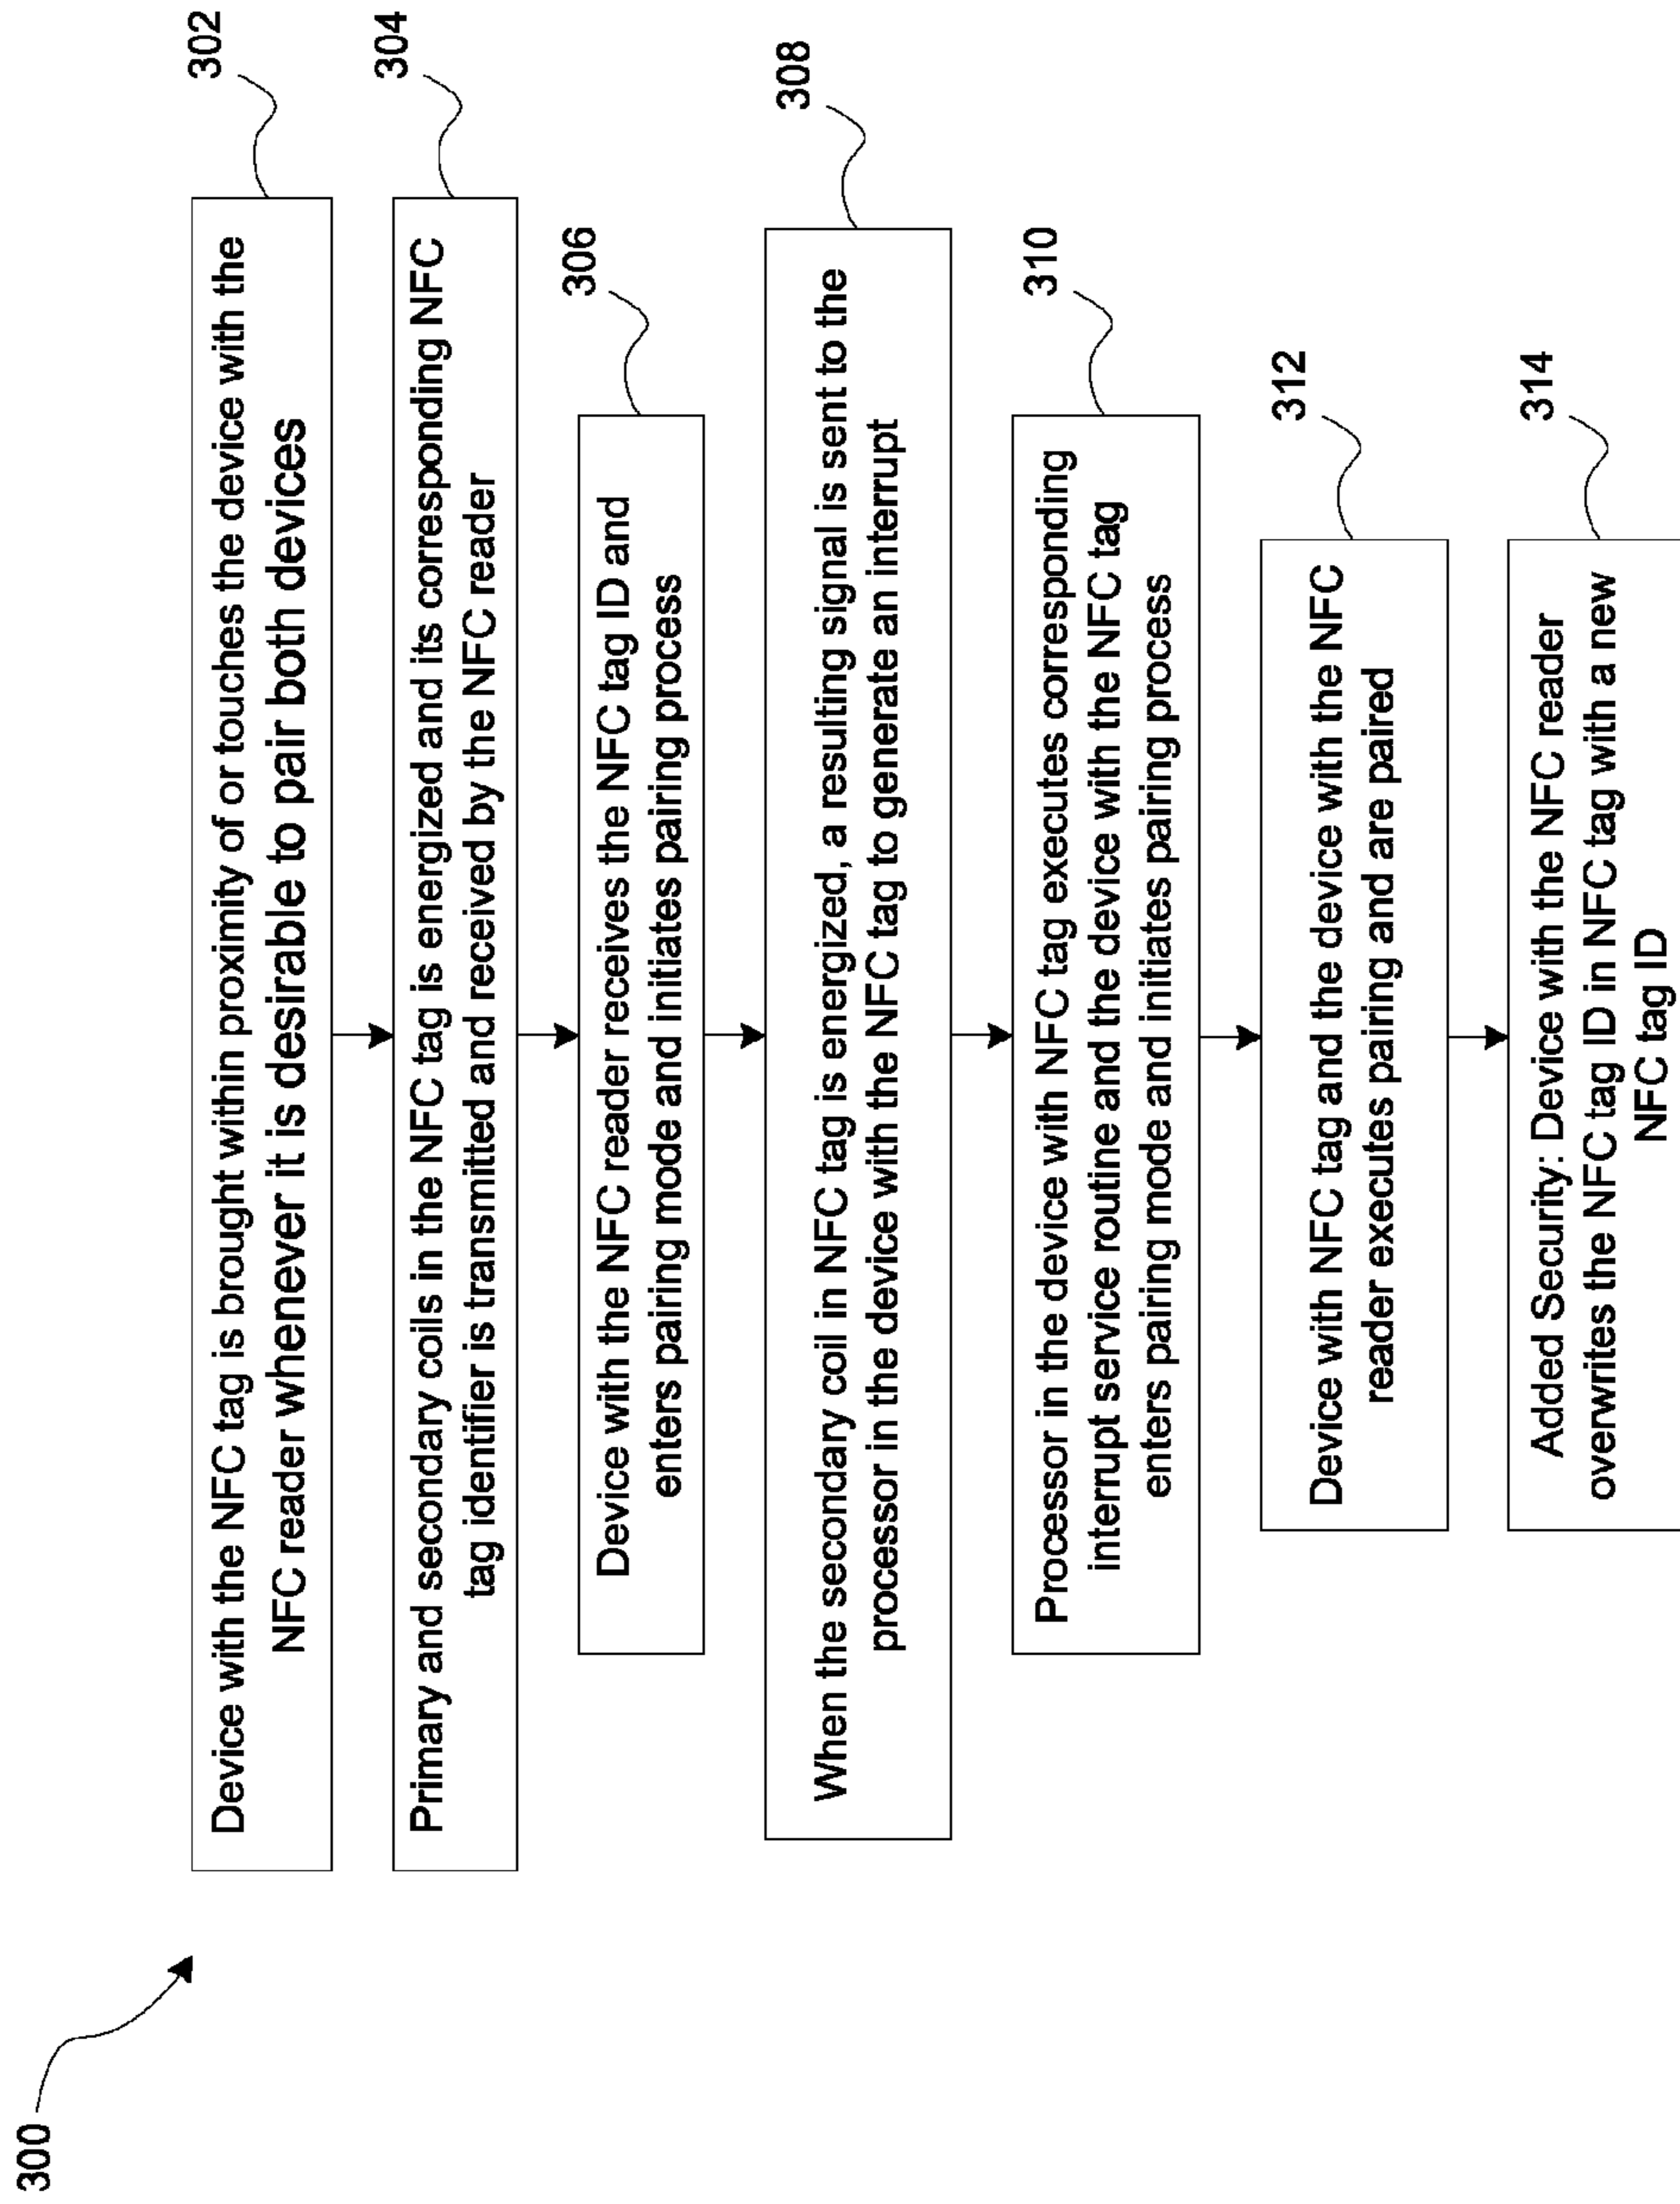 300
302
Device with the NFC tag is brought within proximity of or touches the device with the
NFC reader whenever it is desirable to pair both devices
304
Primary and secondary coils in the NFC tag is energized and its corresponding NFC
tag identifier is transmitted and received by the NFC reader
306
Device with the NFC reader receives the NFC tag ID and
enters pairing mode and initiates pairing process
308
When the secondary coil in NFC tag is energized, a resulting signal is sent to the
processor in the device with the NFC tag to generate an interrupt
310
Processor in the device with NFC tag executes corresponding
interrupt service routine and the device with the NFC tag
enters pairing mode and initiates pairing process
312
Device with NFC tag and the device with the NFC
reader executes pairing and are paired
314
Added Security: Device with the NFC reader
overwrites the NFC tag ID in NFC tag with a new
NFC tag ID